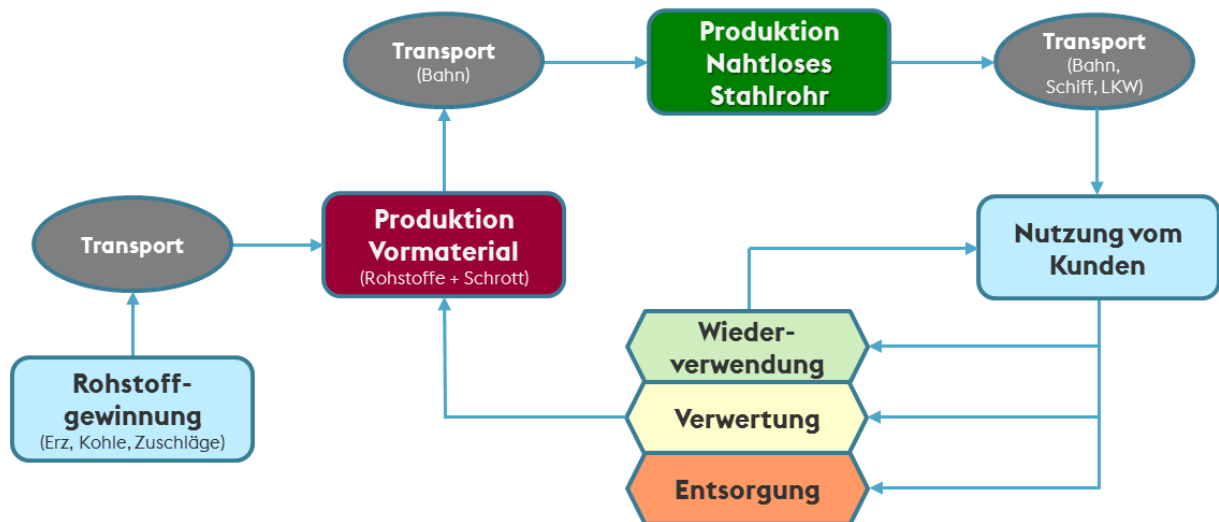 Transport
(Bahn)
Produktion
Nahtloses
Stahlrohr
Transport
(Bahn,
Schiff, LKW)
Transport
Produktion
Vormaterial
(Rohstoffe + Schrott)
Nutzung vom
Kunden
Rohstoff-
gewinnung
(Erz, Kohle, Zuschläge)
Wieder-
verwendung
Verwertung
Entsorgung